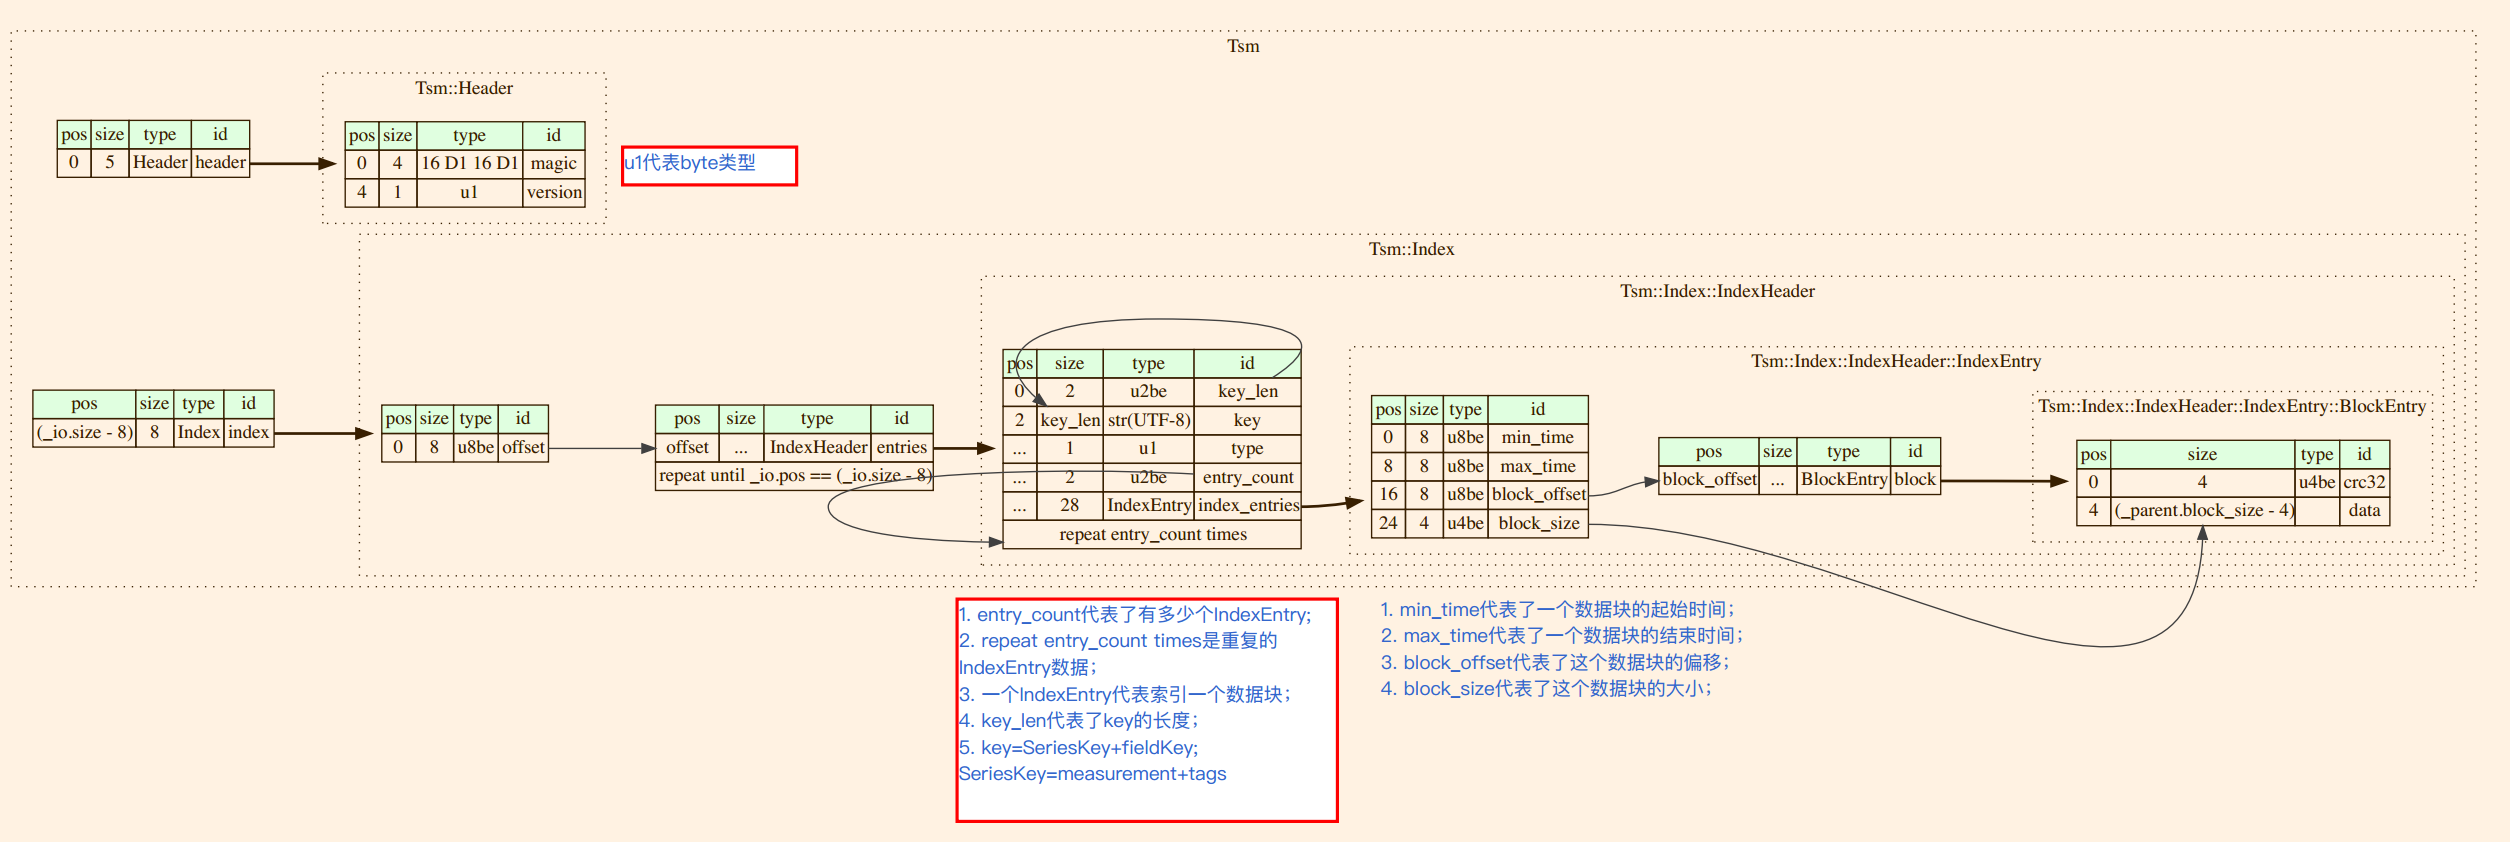 Tsm
Tsm::Header
pos size type id
0 5 Header header
pos size type id
0 4 16 D1 16 D1 magic
4 1 u1 version
u1代表byte类型
Tsm::Index
Tsm::Index::IndexHeader
Tsm::Index::IndexHeader::IndexEntry
Tsm::Index::IndexHeader::IndexEntry::BlockEntry
pos size type id
(_io.size - 8) 8 Index index
pos size type id
0 8 u8be offset
pos size type id
offset ... IndexHeader entries
repeat until _io.pos == (_io.size - 8)
pos size type id
0 2 u2be key_len
2 key_len str(UTF-8) key
... 1 u1 type
... 2 u2be entry_count
... 28 IndexEntry index_entries
repeat entry_count times
pos size type id
0 8 u8be min_time
8 8 u8be max_time
16 8 u8be block_offset
24 4 u4be block_size
pos size type id
block_offset ... BlockEntry block
pos size type id
0 4 u4be crc32
4 (_parent.block_size - 4) data
1. entry_count代表了有多少个IndexEntry;
2. repeat entry_count times是重复的
IndexEntry数据；
3. 一个IndexEntry代表索引一个数据块；
4. key_len代表了key的长度；
5. key=SeriesKey+fieldKey;
SeriesKey=measurement+tags
1. min_time代表了一个数据块的起始时间；
2. max_time代表了一个数据块的结束时间；
3. block_offset代表了这个数据块的偏移；
4. block_size代表了这个数据块的大小；